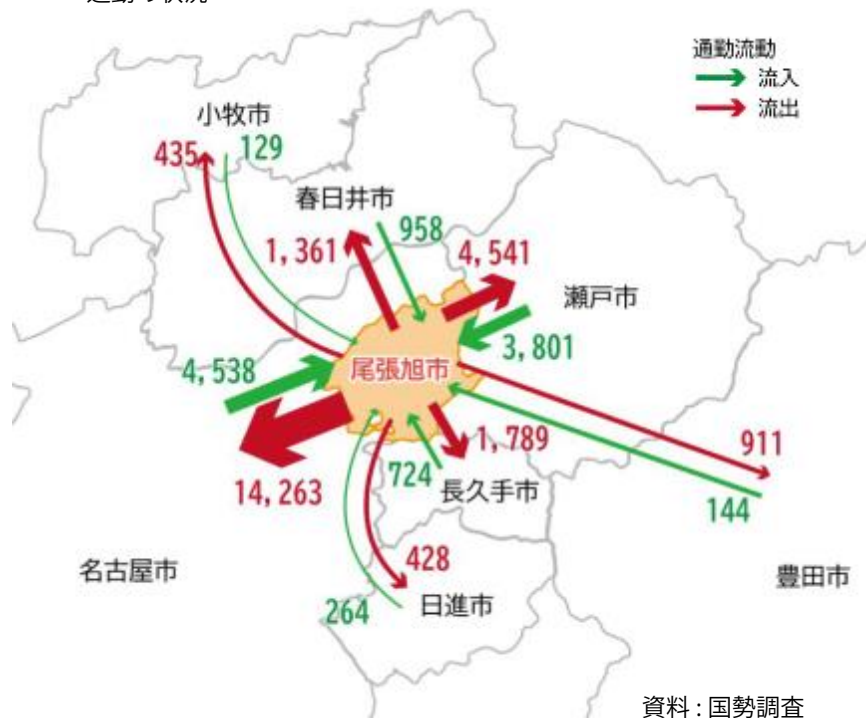 通勤流動
流入
流出
小牧市
435
129
春日井市
958
1,361
4,541
瀬戸市
3,801
4,538
尾張旭市
14,263
1,789
724
長久手市
911
144
名古屋市
428
264
日進市
豊田市
資料:国勢調査